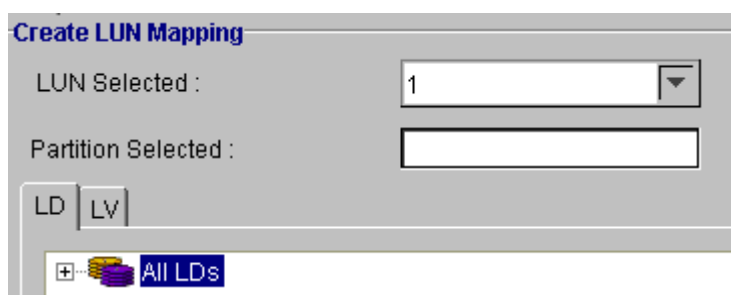 Create LUN Mapping
LUN Selected :
1
Partition Selected :
LD
LV
All LDs